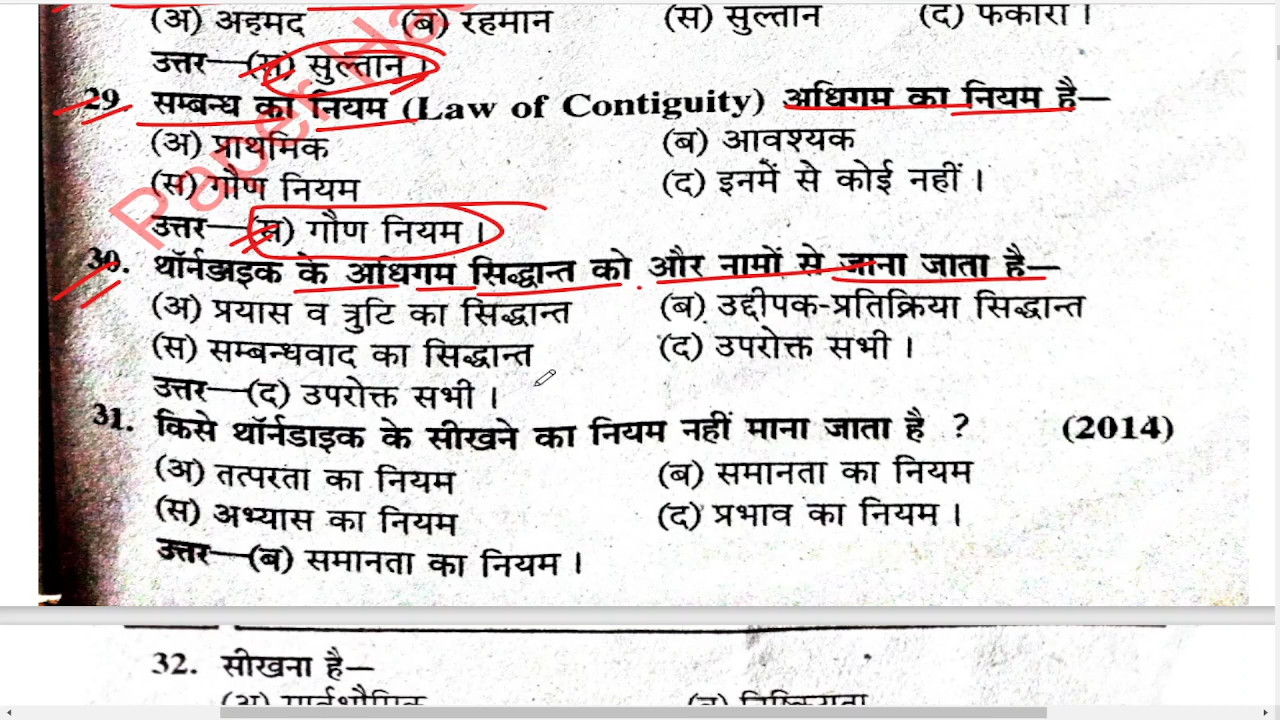 (अ) अहमद (ब) रहमान (स) सुल्तान (द) फकीरा ।
उत्तर—(स) सुल्तान ।
29. सम्बन्ध का नियम (Law of Contiguity) अधिगम का नियम है—
(अ) प्राथमिक (ब) आवश्यक
(स) गौण नियम (द) इनमें से कोई नहीं ।
उत्तर—(स) गौण नियम ।
30. थॉर्नडाइक के अधिगम सिद्धान्त को और नामों से जाना जाता है—
(अ) प्रयास व त्रुटि का सिद्धान्त (ब) उद्दीपक-प्रतिक्रिया सिद्धान्त
(स) सम्बन्धवाद का सिद्धान्त (द) उपरोक्त सभी ।
उत्तर—(द) उपरोक्त सभी ।
31. किसे थॉर्नडाइक के सीखने का नियम नहीं माना जाता है ? (2014)
(अ) तत्परता का नियम (ब) समानता का नियम
(स) अभ्यास का नियम (द) प्रभाव का नियम ।
उत्तर—(ब) समानता का नियम ।
32. सीखना है—
(अ) सार्वभौमिक (ब) निष्क्रियता
Paper